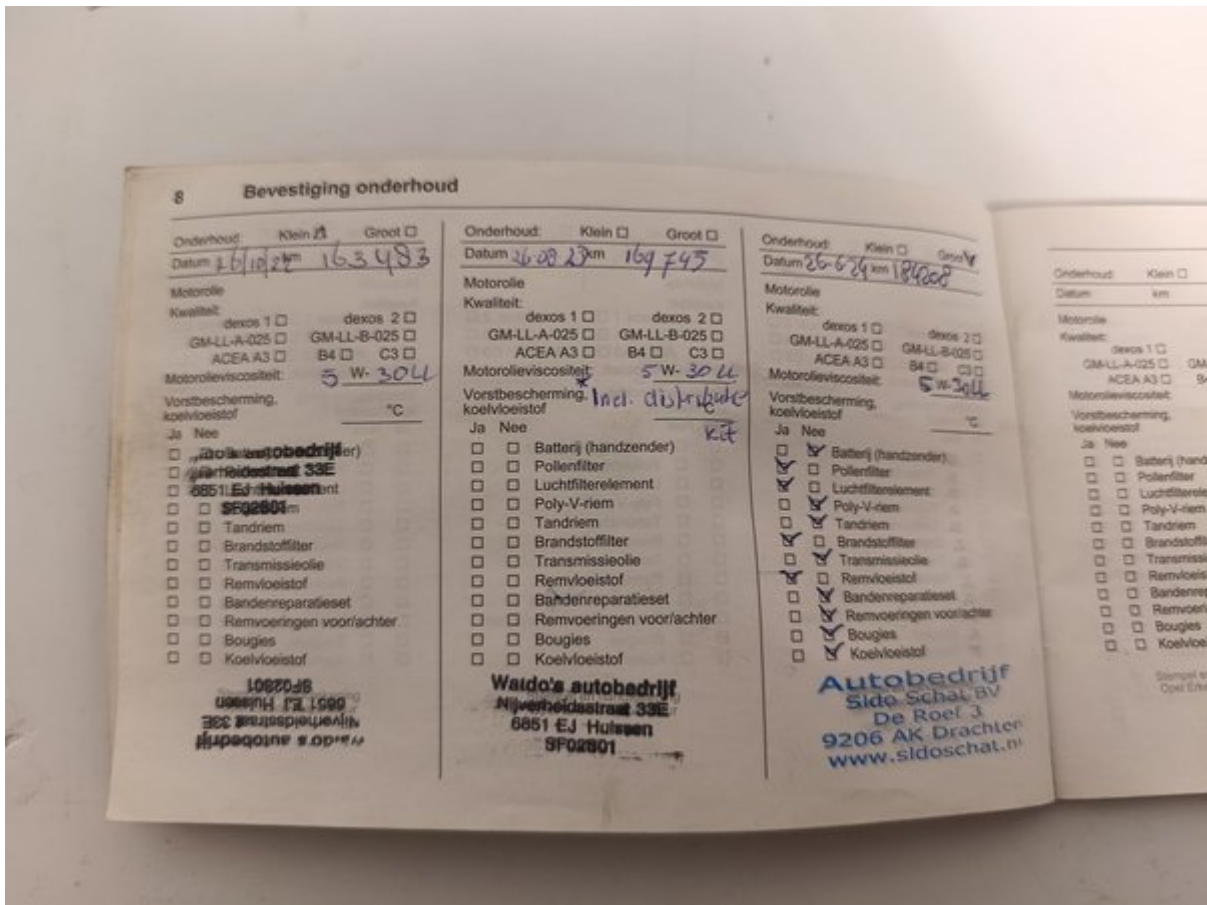 8 Bevestiging onderhoud
Onderhoud: Klein Groot
Datum 26/10/22 km 163483
Motorolie
Kwaliteit:
dexos 1 dexos 2
GM-LL-A-025 GM-LL-B-025
ACEA A3 B4 C3
Motorolieviscositeit: 5 W- 30 LL
Vorstbescherming,
koelvloeistof °C
Ja Nee
autobedrijf
33E
6851 EJ Huissen
SF02801
Tandriem
Brandstoffilter
Transmissieolie
Remvloeistof
Bandenreparatieset
Remvoeringen voor/achter
Bougies
Koelvloeistof
Waldo's autobedrijf
Nijverheidsstraat 33E
6851 EJ Huissen
SF02801
Onderhoud: Klein Groot
Datum 26-08 23 km 169745
Motorolie
Kwaliteit:
dexos 1 dexos 2
GM-LL-A-025 GM-LL-B-025
ACEA A3 B4 C3
Motorolieviscositeit: 5 W- 30 LL
Vorstbescherming, * Incl. distributie
koelvloeistof °C
Ja Nee kit
Batterij (handzender)
Pollenfilter
Luchtfilterelement
Poly-V-riem
Tandriem
Brandstoffilter
Transmissieolie
Remvloeistof
Bandenreparatieset
Remvoeringen voor/achter
Bougies
Koelvloeistof
Waldo's autobedrijf
Nijverheidsstraat 33E
6851 EJ Huissen
SF02801
Onderhoud: Klein Groot
Datum 26-6-24 km 184208
Motorolie
Kwaliteit:
dexos 1 dexos 2
GM-LL-A-025 GM-LL-B-025
ACEA A3 B4 C3
Motorolieviscositeit: 5 W- 30LL
Vorstbescherming,
koelvloeistof °C
Ja Nee
Batterij (handzender)
Pollenfilter
Luchtfilterelement
Poly-V-riem
Tandriem
Brandstoffilter
Transmissieolie
Remvloeistof
Bandenreparatieset
Remvoeringen voor/achter
Bougies
Koelvloeistof
Autobedrijf
Sido Schat BV
De Roef 3
9206 AK Drachten
www.sidoschat.nl
Onderhoud: Klein
Datum km
Motorolie
Kwaliteit:
dexos 1
GM-LL-A-025
ACEA A3
Vorstbescherming,
koelvloeistof
Ja Nee
Pollenfilter
Poly-V-riem
Tandriem
Bougies